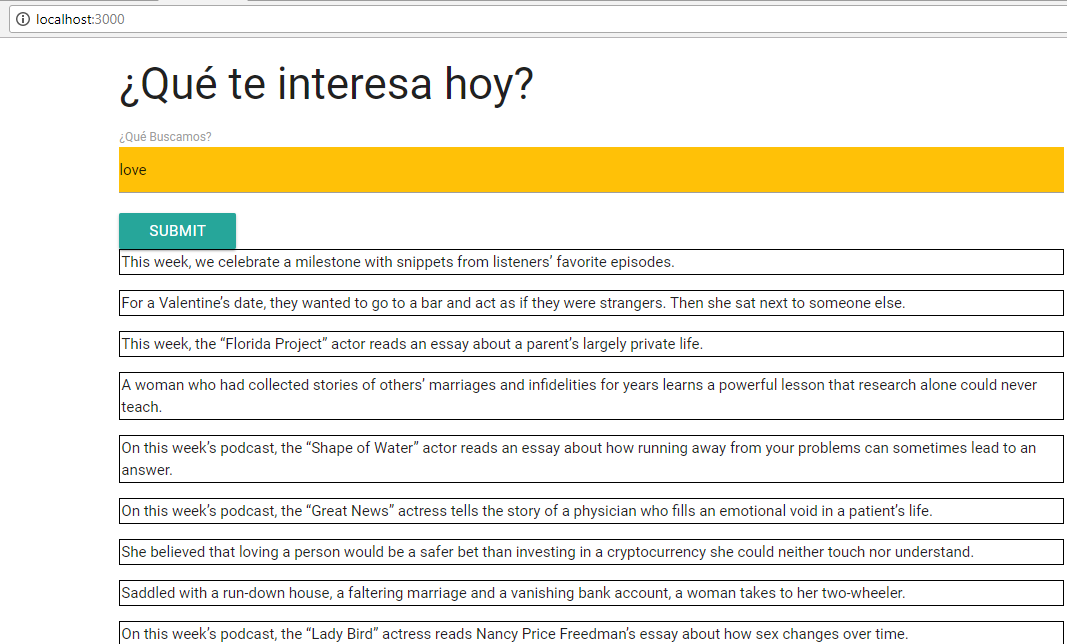 localhost:3000
¿Qué te interesa hoy?
¿Qué Buscamos?
love
SUBMIT
This week, we celebrate a milestone with snippets from listeners’ favorite episodes.
For a Valentine’s date, they wanted to go to a bar and act as if they were strangers. Then she sat next to someone else.
This week, the “Florida Project” actor reads an essay about a parent’s largely private life.
A woman who had collected stories of others’ marriages and infidelities for years learns a powerful lesson that research alone could never
teach.
On this week’s podcast, the “Shape of Water” actor reads an essay about how running away from your problems can sometimes lead to an
answer.
On this week’s podcast, the “Great News” actress tells the story of a physician who fills an emotional void in a patient’s life.
She believed that loving a person would be a safer bet than investing in a cryptocurrency she could neither touch nor understand.
Saddled with a run-down house, a faltering marriage and a vanishing bank account, a woman takes to her two-wheeler.
On this week’s podcast, the “Lady Bird” actress reads Nancy Price Freedman’s essay about how sex changes over time.